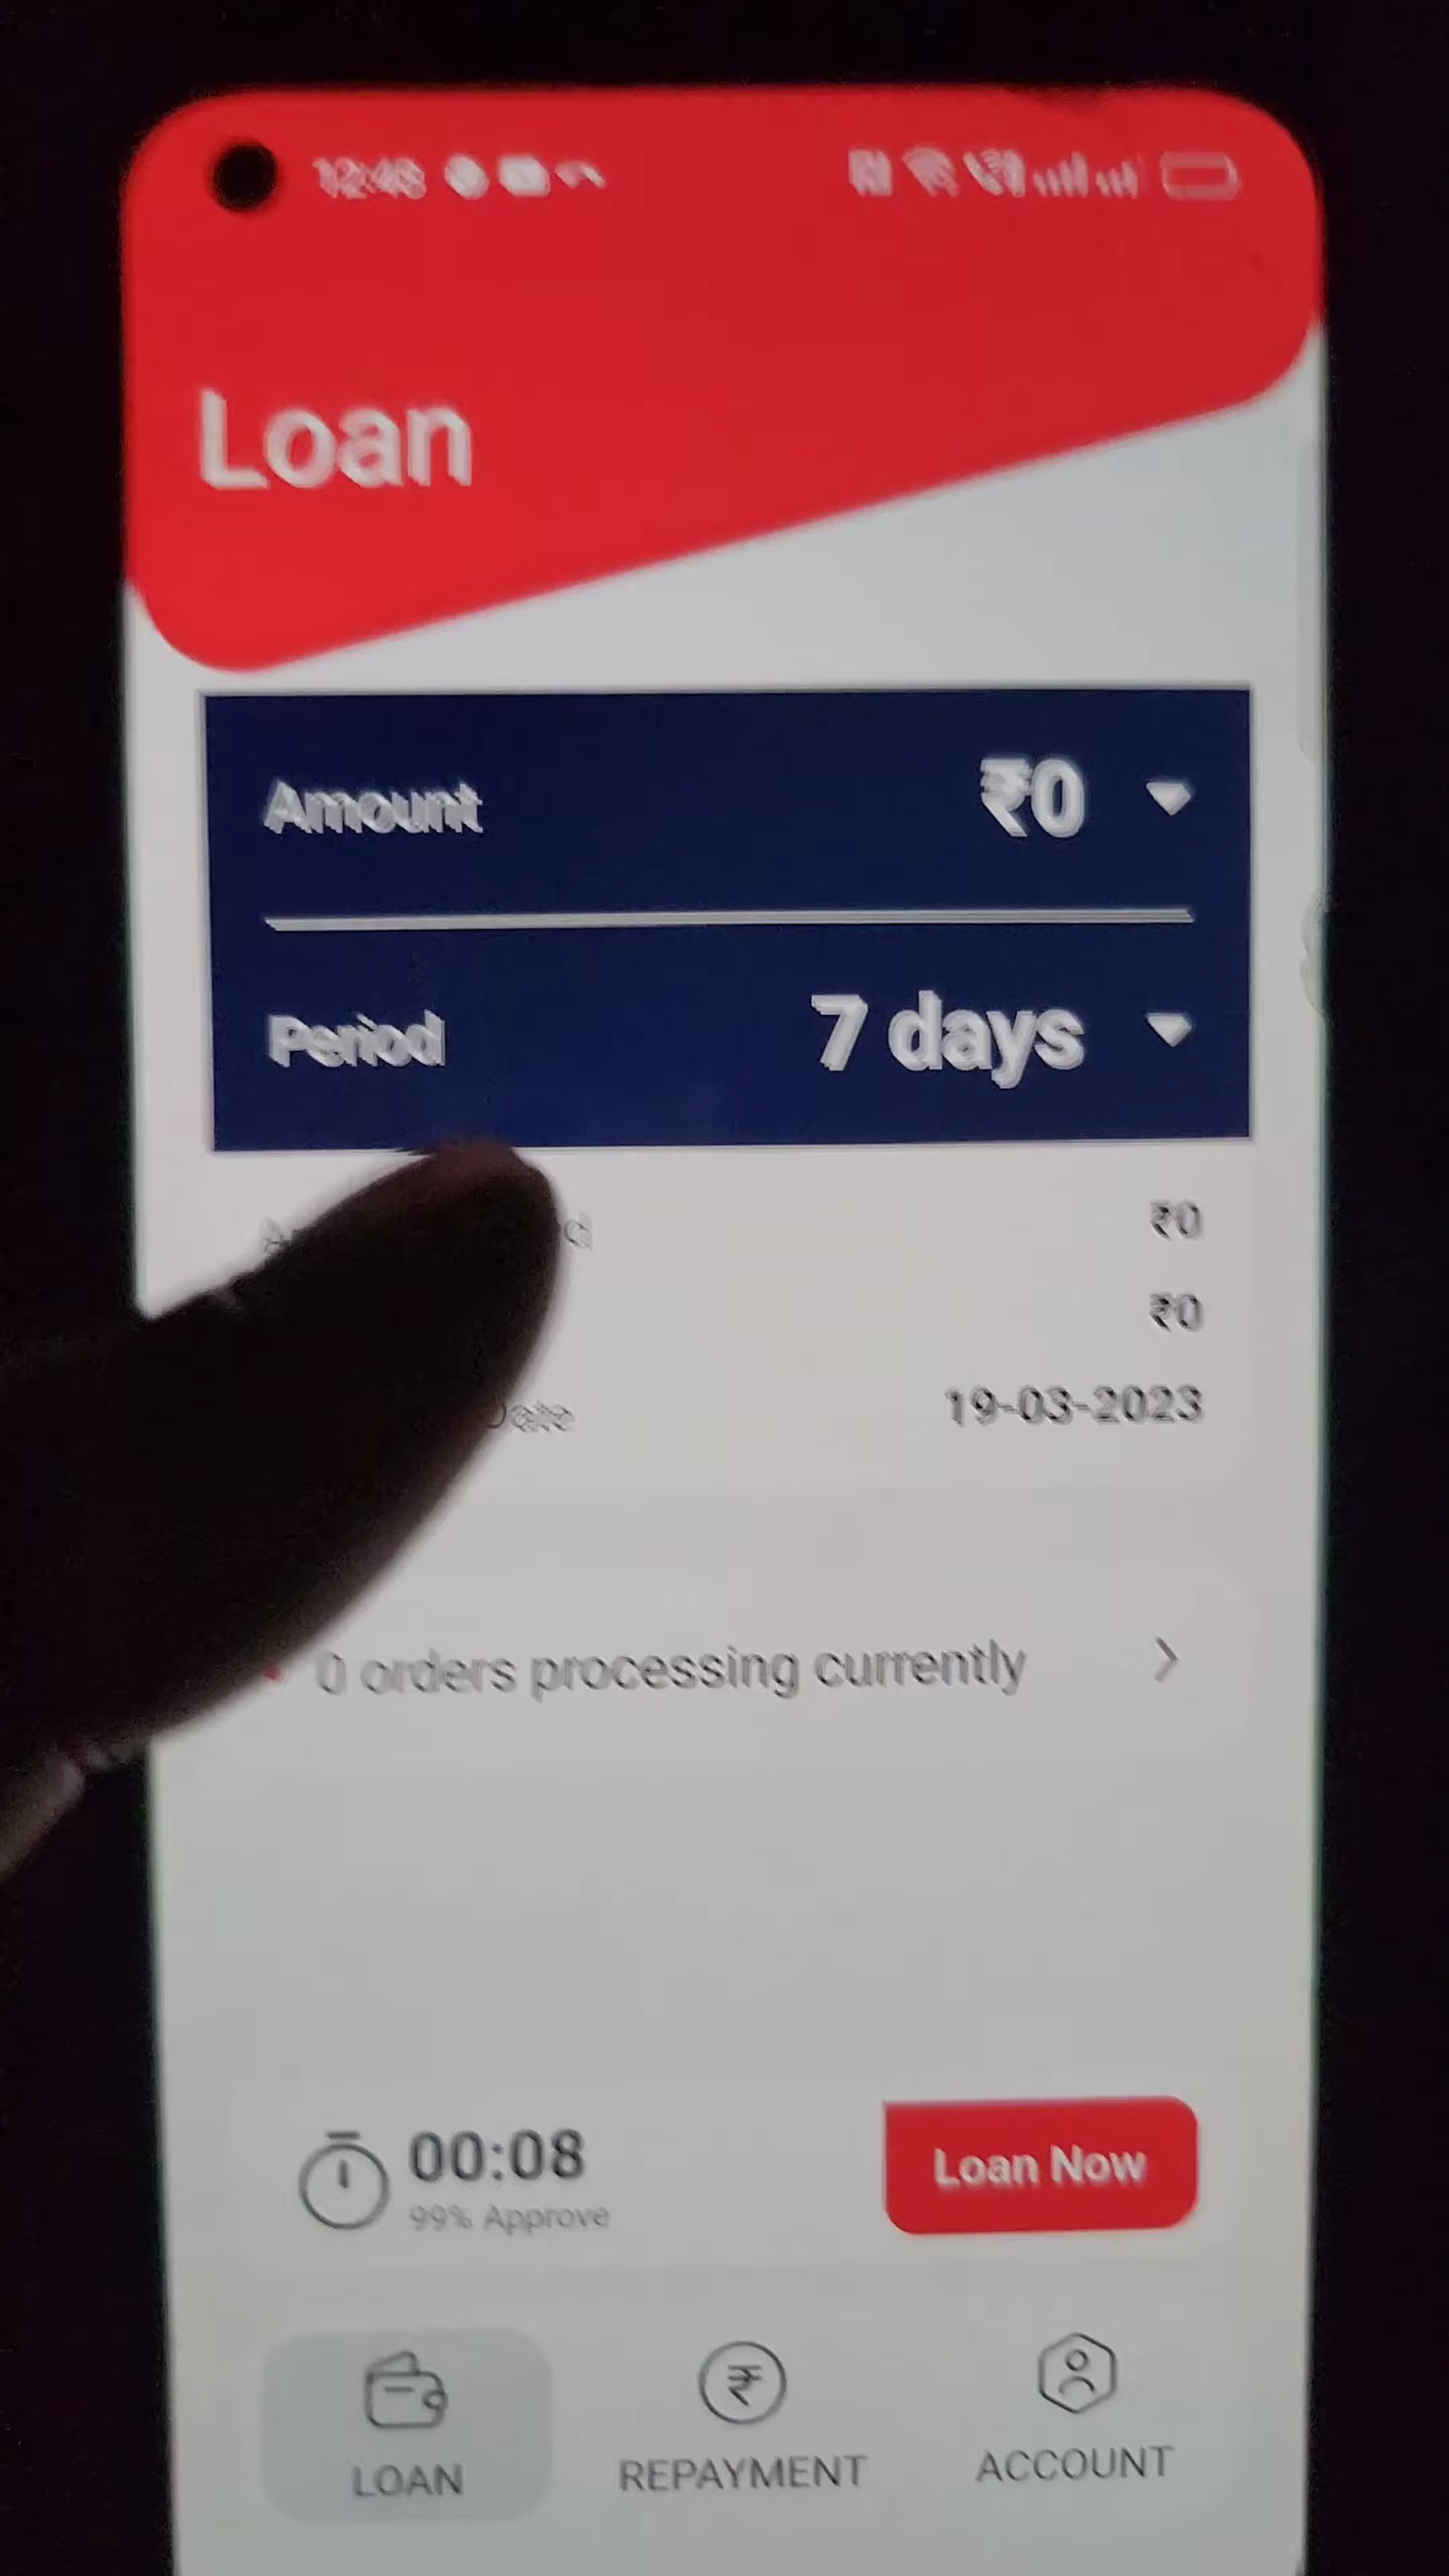 12:48
Loan
Amount ₹0
Period 7 days
₹0
₹0
Date 19-03-2023
0 orders processing currently
00:08
99% Approve
Loan Now
LOAN REPAYMENT ACCOUNT